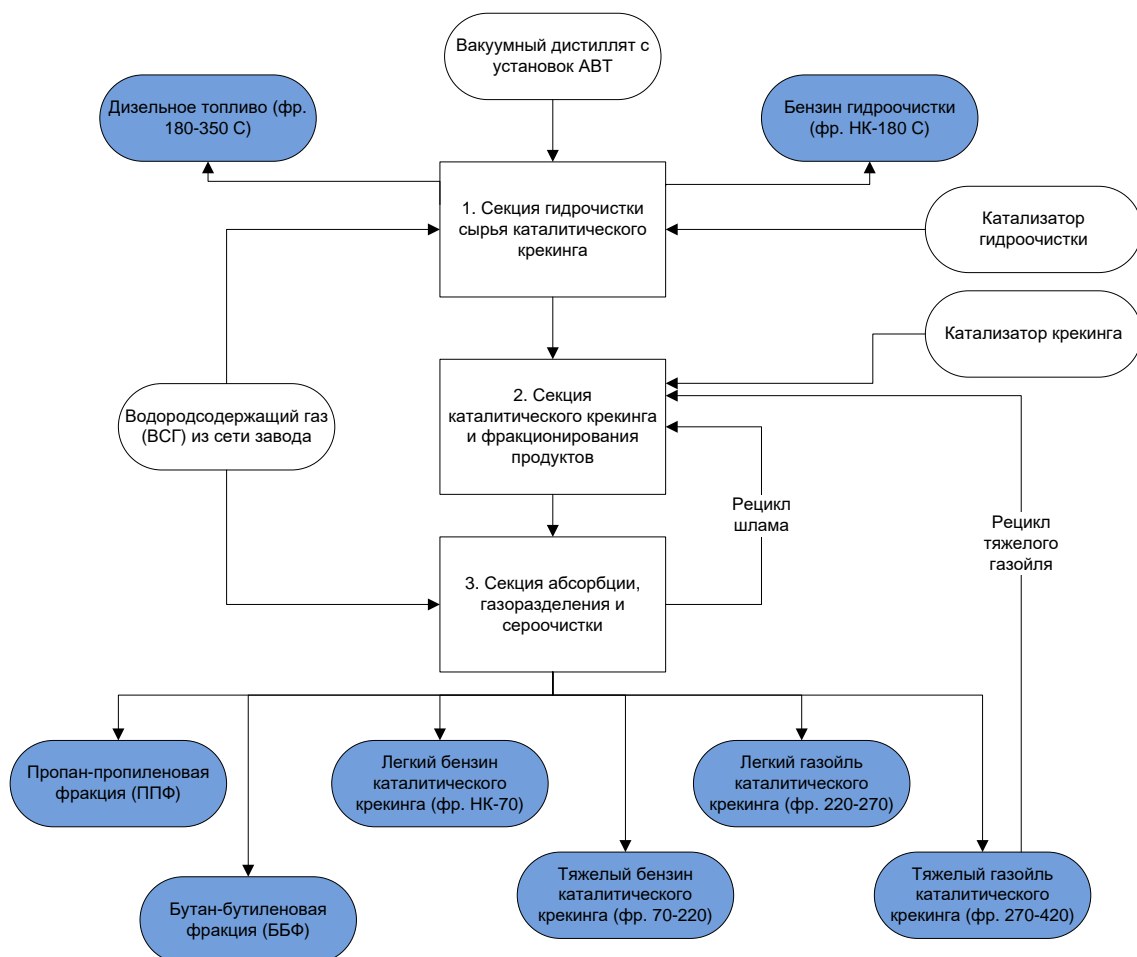 Вакуумный дистиллят с
установок АВТ
Дизельное топливо (фр.
180-350 С)
Бензин гидроочистки
(фр. НК-180 С)
1. Секция гидрочистки
сырья каталитического
крекинга
Катализатор
гидроочистки
Катализатор крекинга
Водородсодержащий газ
(ВСГ) из сети завода
2. Секция
каталитического крекинга
и фракционирования
продуктов
Рецикл
шлама
Рецикл
тяжелого
газойля
3. Секция абсорбции,
газоразделения и
сероочистки
Пропан-пропиленовая
фракция (ППФ)
Легкий бензин
каталитического
крекинга (фр. НК-70)
Легкий газойль
каталитического
крекинга (фр. 220-270)
Бутан-бутиленовая
фракция (ББФ)
Тяжелый бензин
каталитического
крекинга (фр. 70-220)
Тяжелый газойль
каталитического
крекинга (фр. 270-420)